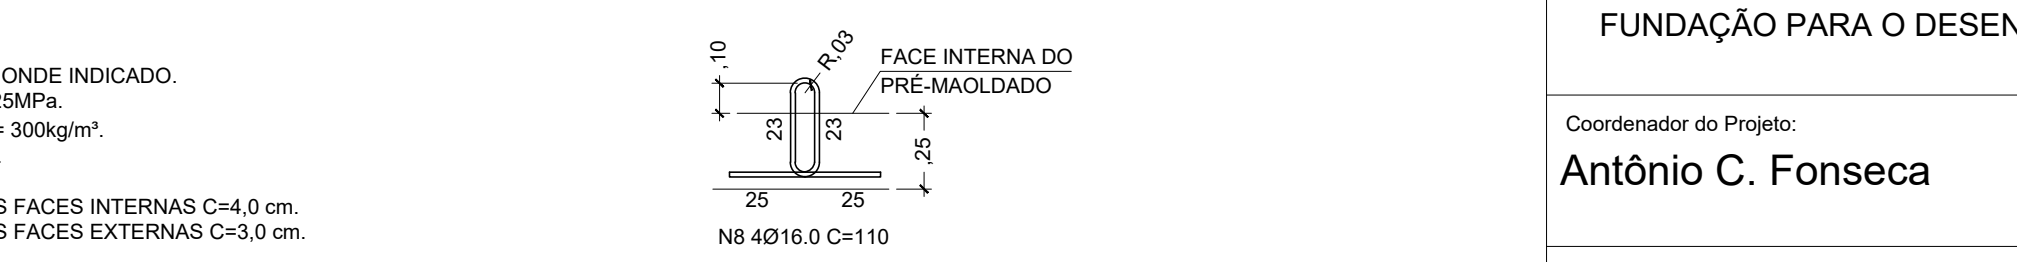 ONDE INDICADO.
25MPa.
= 300kg/m³.
S FACES INTERNAS C=4,0 cm.
S FACES EXTERNAS C=3,0 cm.
,10
R,03
FACE INTERNA DO
PRÉ-MAOLDADO
23
23
,25
25
25
N8 4Ø16.0 C=110
FUNDAÇÃO PARA O DESEN
Coordenador do Projeto:
Antônio C. Fonseca